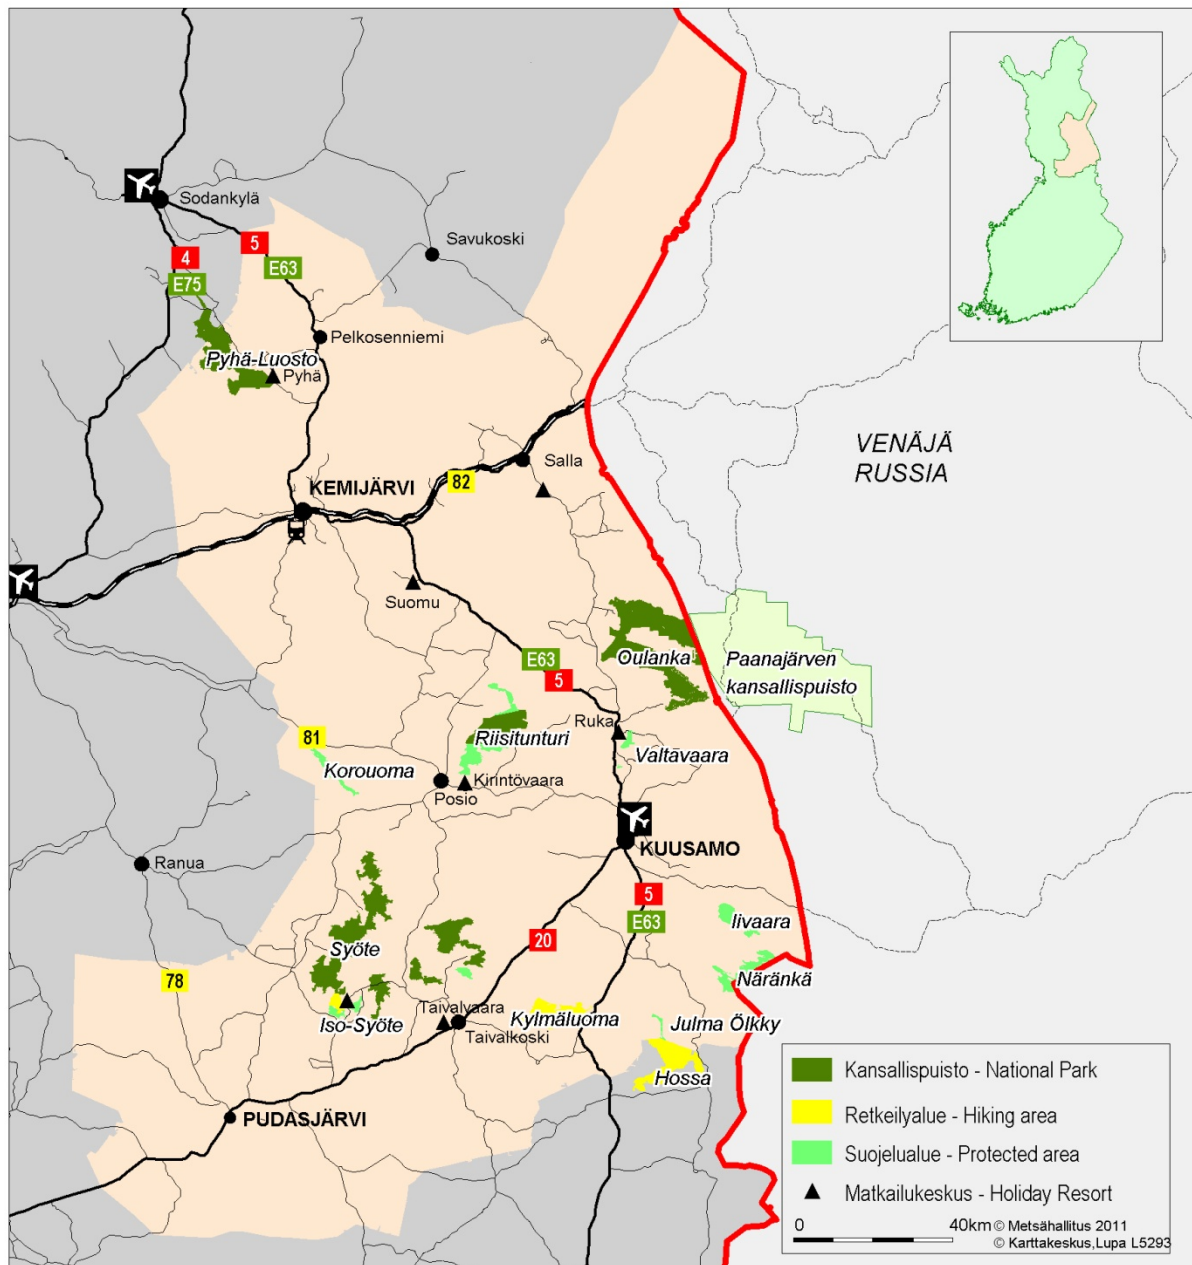 Sodankylä
Savukoski
4
5
E75
E63
Pelkosenniemi
Pyhä-Luosto
Pyhä
VENÄJÄ
RUSSIA
Salla
82
KEMIJÄRVI
Suomu
E63
5
Oulanka
Paanajärven
kansallispuisto
Ruka
Riisitunturi
Valtavaara
81
Korouoma
Kirintövaara
Posio
KUUSAMO
Ranua
5
E63
Iivaara
20
Syöte
Näränkä
78
Iso-Syöte
Taivalvaara
Taivalkoski
Kylmäluoma
Julma Ölkky
Hossa
PUDASJÄRVI
Kansallispuisto - National Park
Retkeilyalue - Hiking area
Suojelualue - Protected area
Matkailukeskus - Holiday Resort
0 40km © Metsähallitus 2011
© Karttakeskus,Lupa L5293